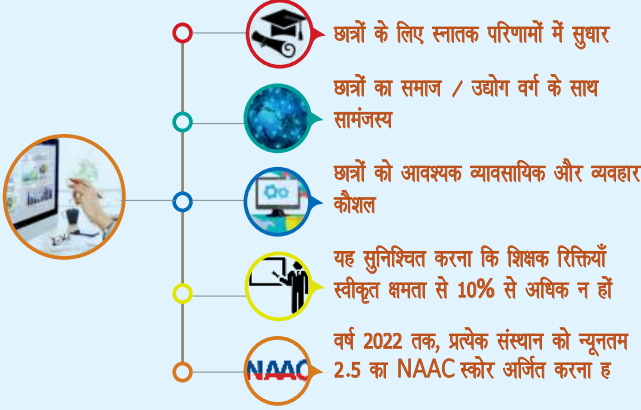 छात्रों के लिए स्नातक परिणामों में सुधार
छात्रों का समाज / उद्योग वर्ग के साथ
सामंजस्य
छात्रों को आवश्यक व्यावसायिक और व्यवहार
कौशल
यह सुनिश्चित करना कि शिक्षक रिक्तियाँ
स्वीकृत क्षमता से 10% से अधिक न हों
वर्ष 2022 तक, प्रत्येक संस्थान को न्यूनतम
2.5 का NAAC स्कोर अर्जित करना ह
NAAC